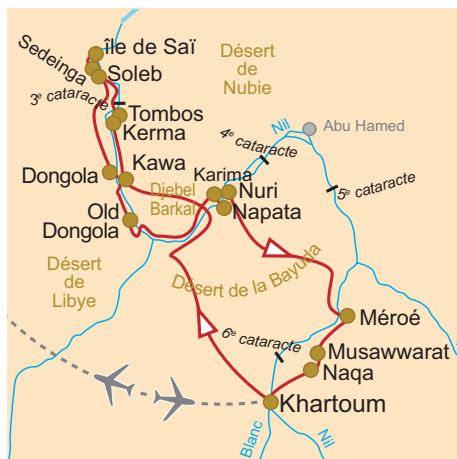 île de Saï
Sedeinga
Soleb
Désert
de
Nubie
3e cataracte
Tombos
Kerma
Nil
Abu Hamed
4e cataracte
Dongola
Kawa
Karima
Nuri
Djebel
Barkal
Napata
5e cataracte
Old
Dongola
Désert
de
Libye
Désert de la Bayuda
Méroé
6e cataracte
Musawwarat
Naqa
Khartoum
Blanc
Nil